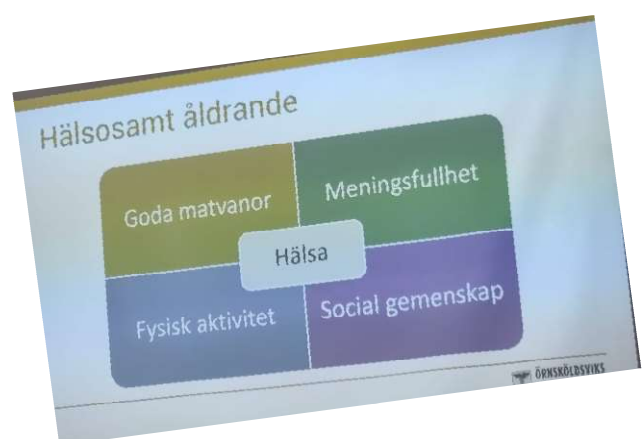 Hälsosamt åldrande
Goda matvanor
Meningsfullhet
Hälsa
Fysisk aktivitet
Social gemenskap
ÖRNSKÖLDSVIKS